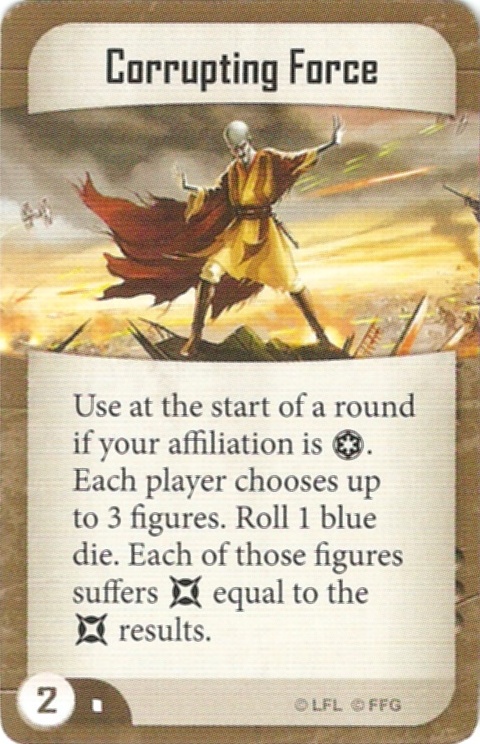 Corrupting Force
Use at the start of a round
if your affiliation is .
Each player chooses up
to 3 figures. Roll 1 blue
die. Each of those figures
suffers equal to the
results.
2
© LFL © FFG